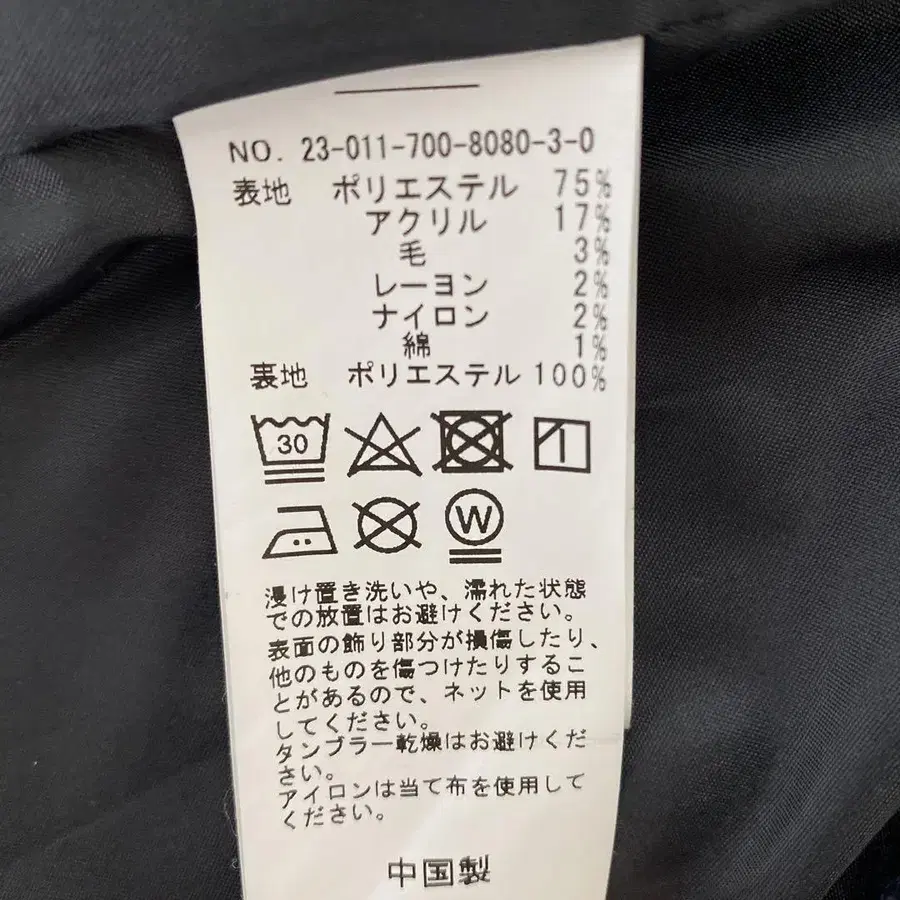 NO. 23-011-700-8080-3-0
表地 ポリエステル 75%
アクリル 17%
毛 3%
レーヨン 2%
ナイロン 2%
綿 1%
裏地 ポリエステル 100%
30
W
浸け置き洗いや、濡れた状態
での放置はお避けください。
表面の飾り部分が損傷したり、
他のものを傷つけたりするこ
とがあるので、ネットを使用
してください。
タンブラー乾燥はお避けくだ
さい。
アイロンは当て布を使用して
ください。
中国製